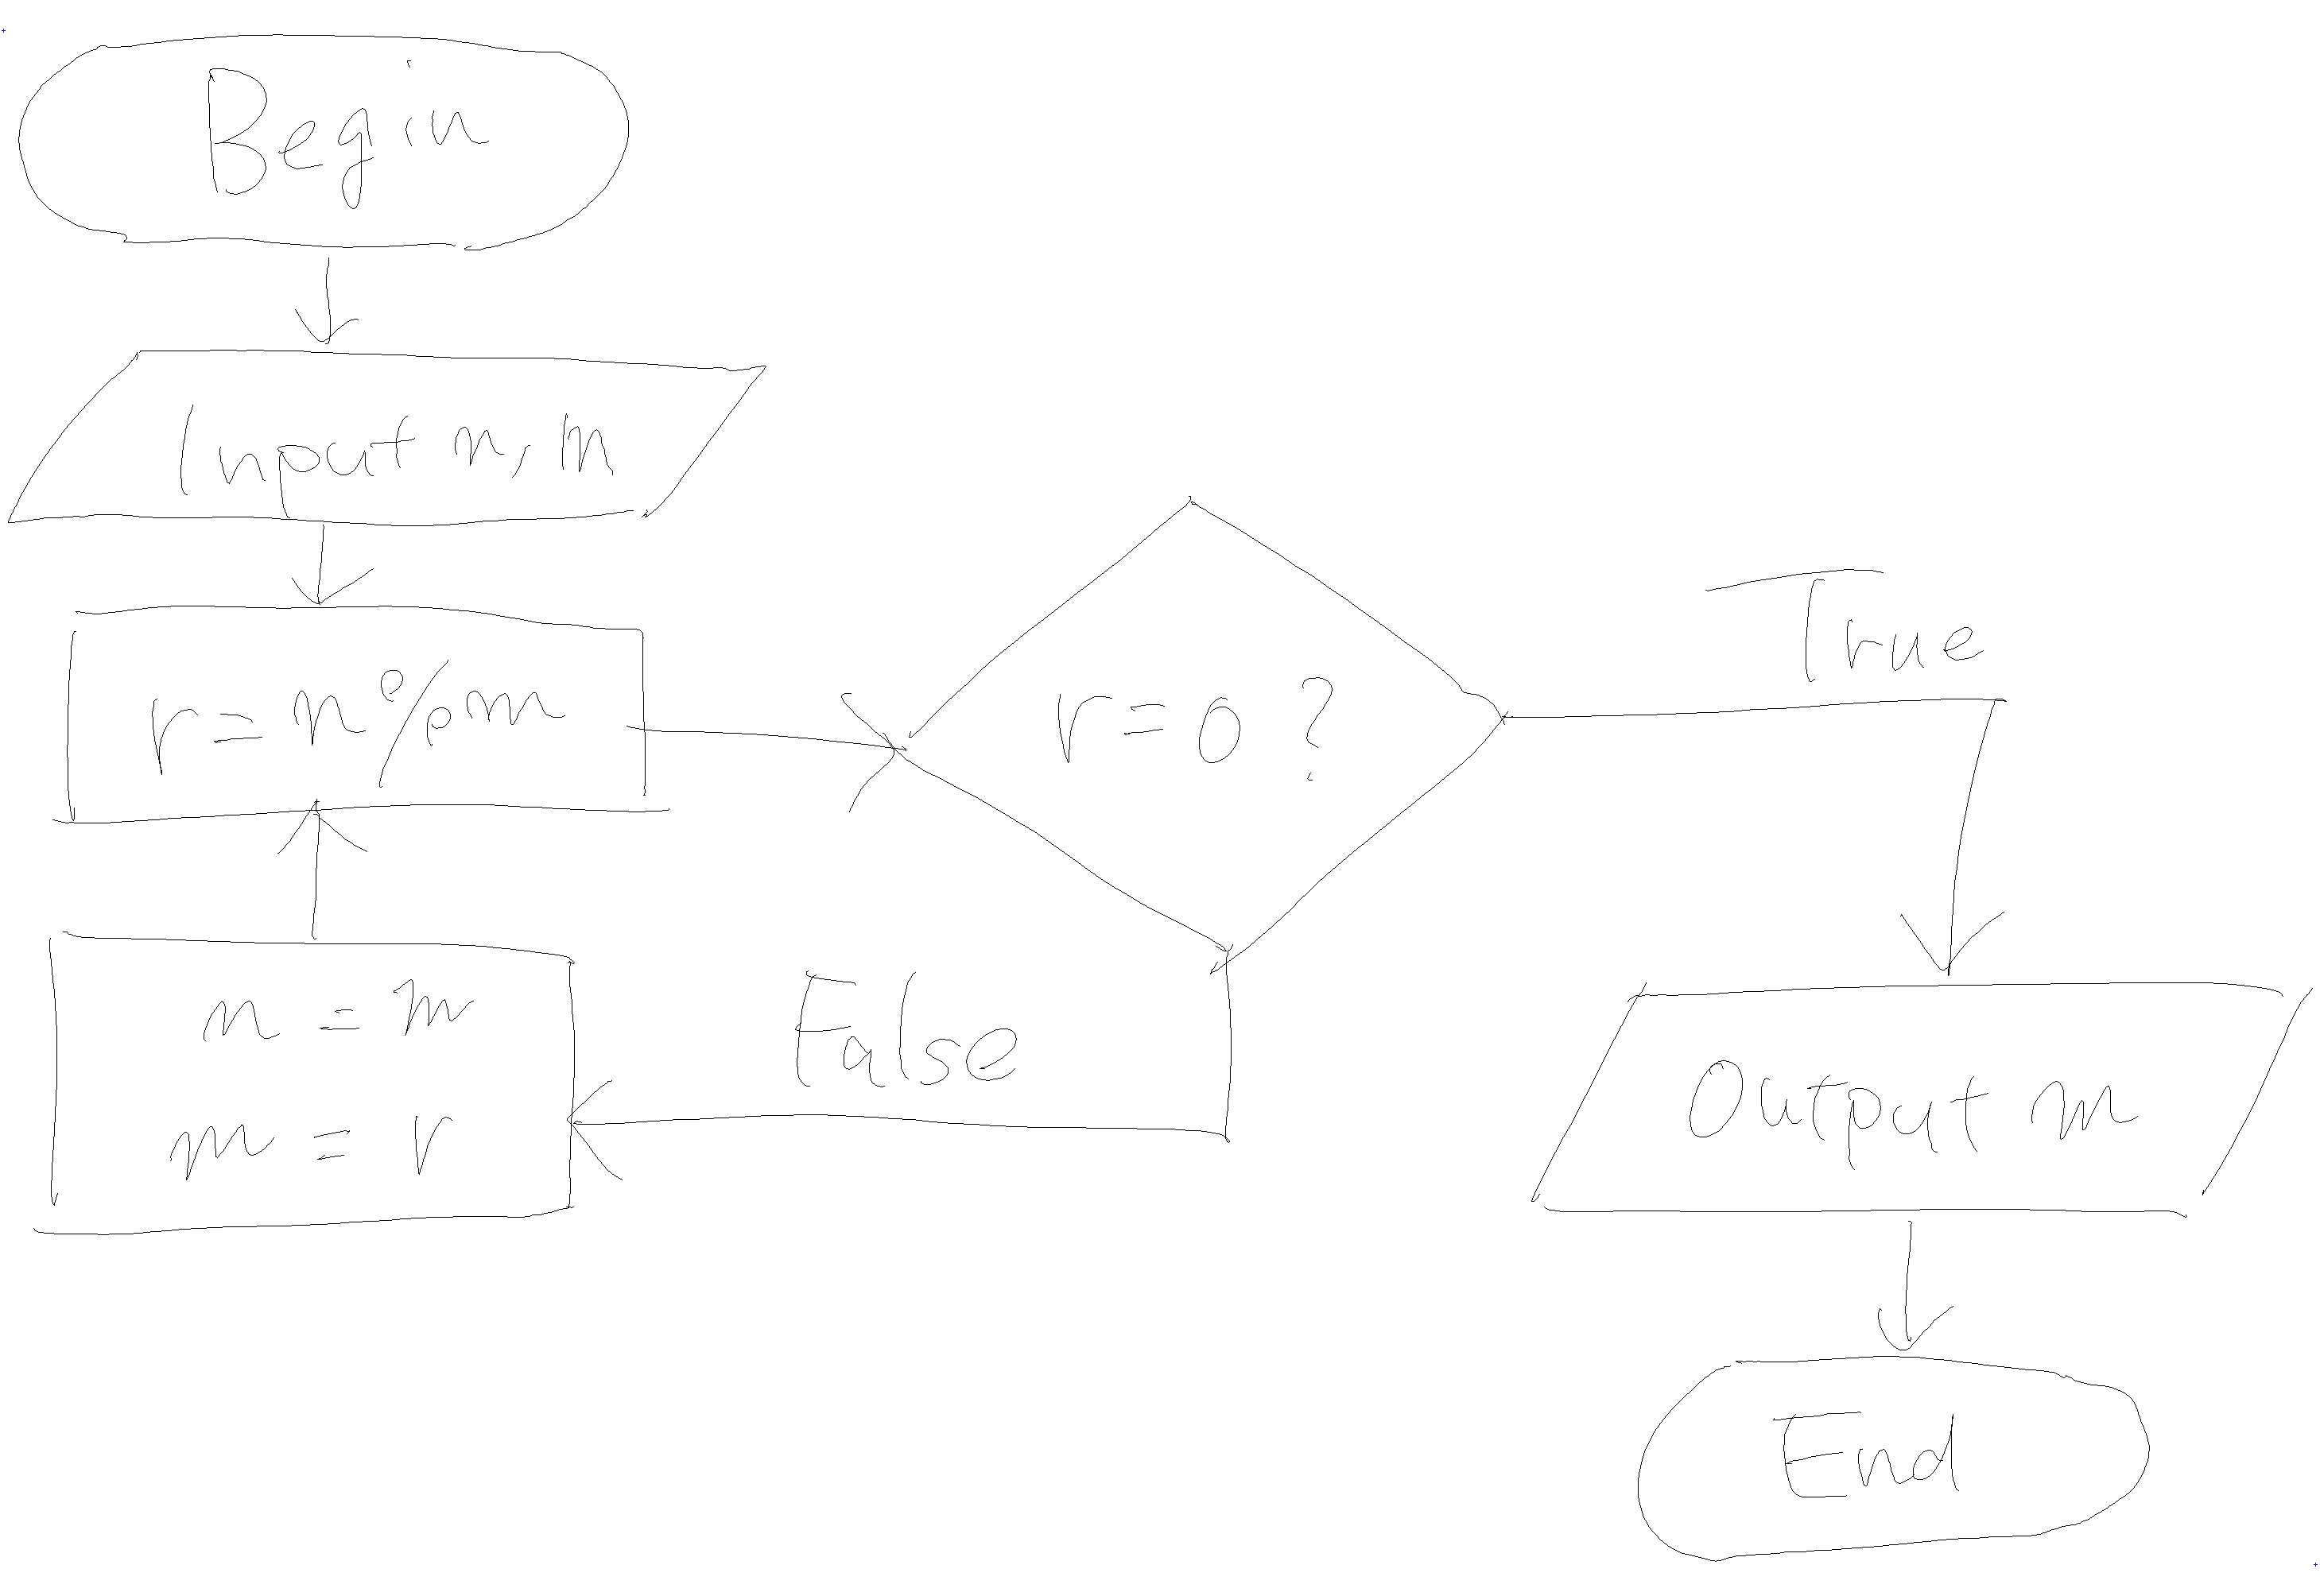 Begin
Input n, m
r = n % m
r = 0 ?
True
False
n = m
m = r
Output m
End